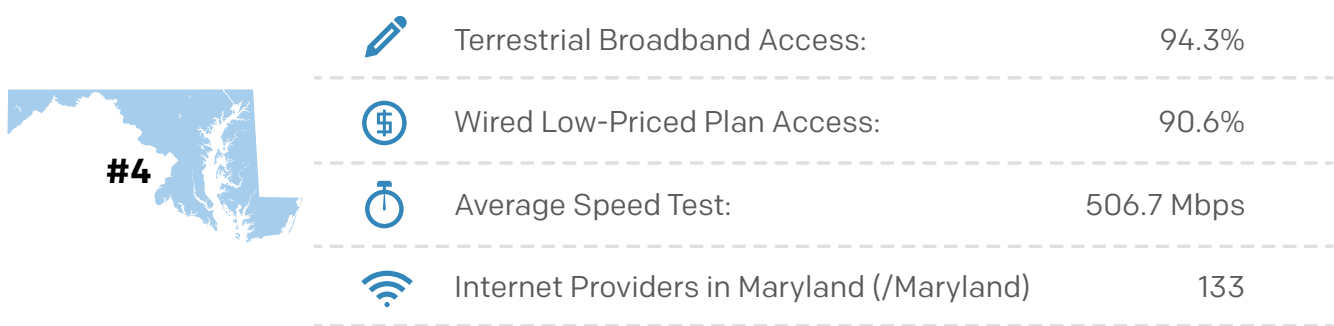 Terrestrial Broadband Access: 94.3%
Wired Low-Priced Plan Access: 90.6%
#4
Average Speed Test: 506.7 Mbps
Internet Providers in Maryland (/Maryland) 133